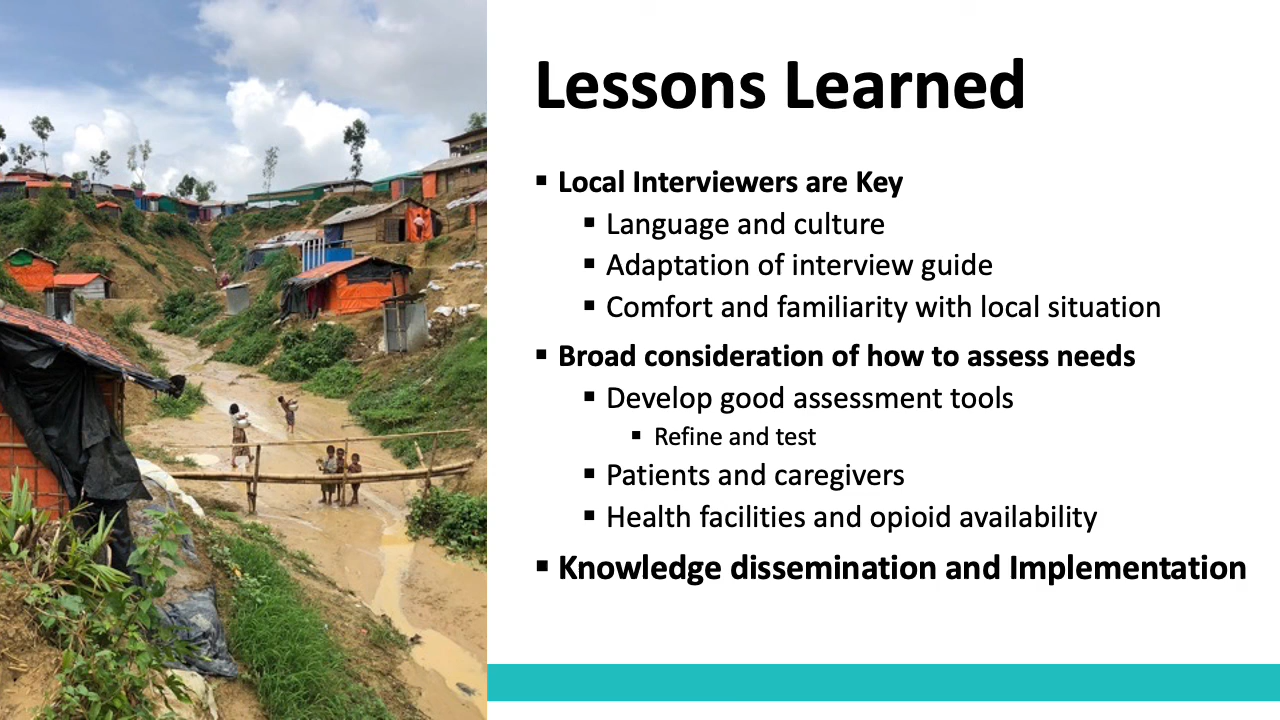 Lessons Learned
▪ Local Interviewers are Key
▪ Language and culture
▪ Adaptation of interview guide
▪ Comfort and familiarity with local situation
▪ Broad consideration of how to assess needs
▪ Develop good assessment tools
▪ Refine and test
▪ Patients and caregivers
▪ Health facilities and opioid availability
▪ Knowledge dissemination and Implementation